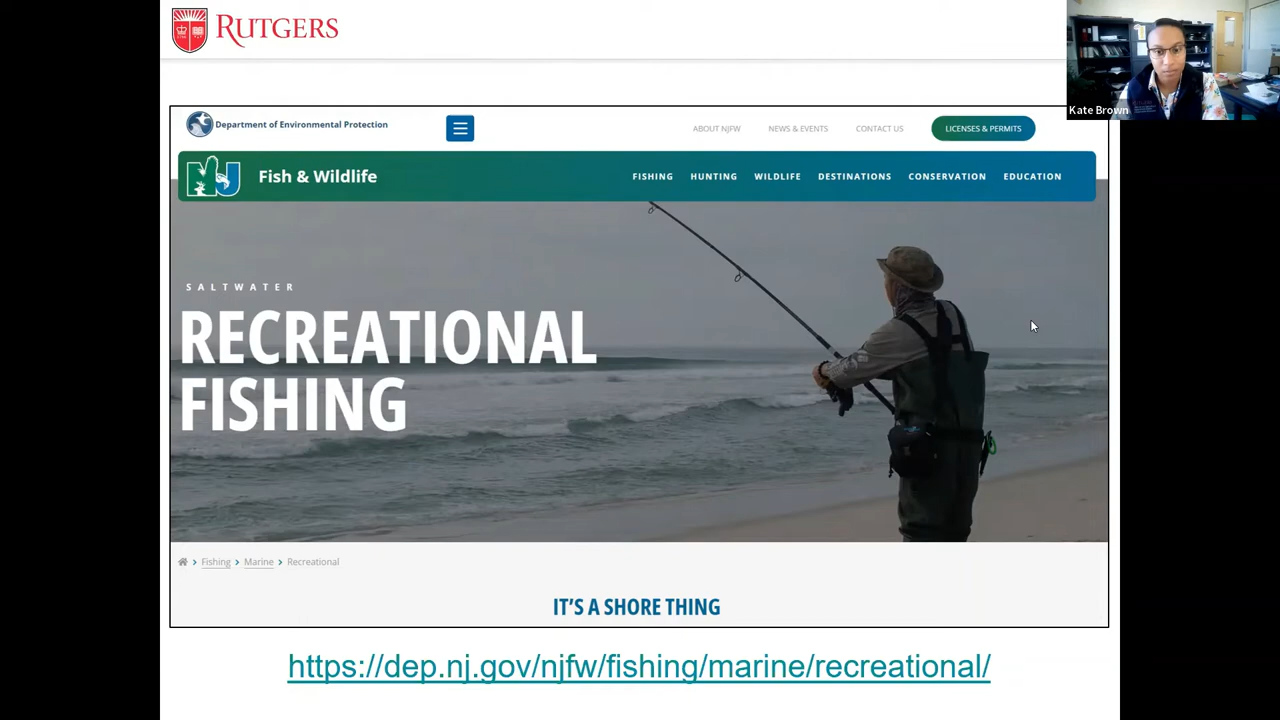 RUTGERS
Kate Brown
Department of Environmental Protection
ABOUT NJFW
NEWS & EVENTS
CONTACT US
LICENSES & PERMITS
NJ
Fish & Wildlife
FISHING
HUNTING
WILDLIFE
DESTINATIONS
CONSERVATION
EDUCATION
SALTWATER
RECREATIONAL
FISHING
Fishing > Marine > Recreational
IT'S A SHORE THING
https://dep.nj.gov/njfw/fishing/marine/recreational/